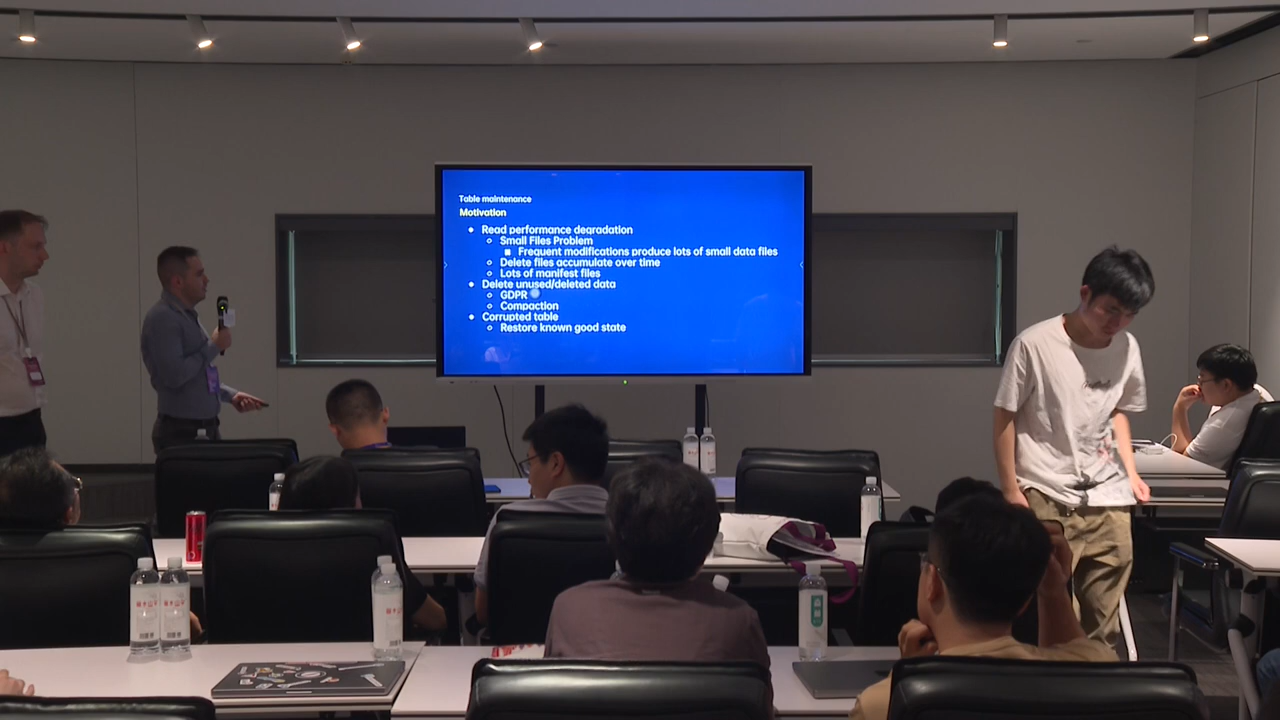 Table maintenance
Motivation
• Read performance degradation
○ Small Files Problem
■ Frequent modifications produce lots of small data files
○ Delete files accumulate over time
○ Lots of manifest files
• Delete unused/deleted data
○ GDPR
○ Compaction
• Corrupted table
○ Restore known good state